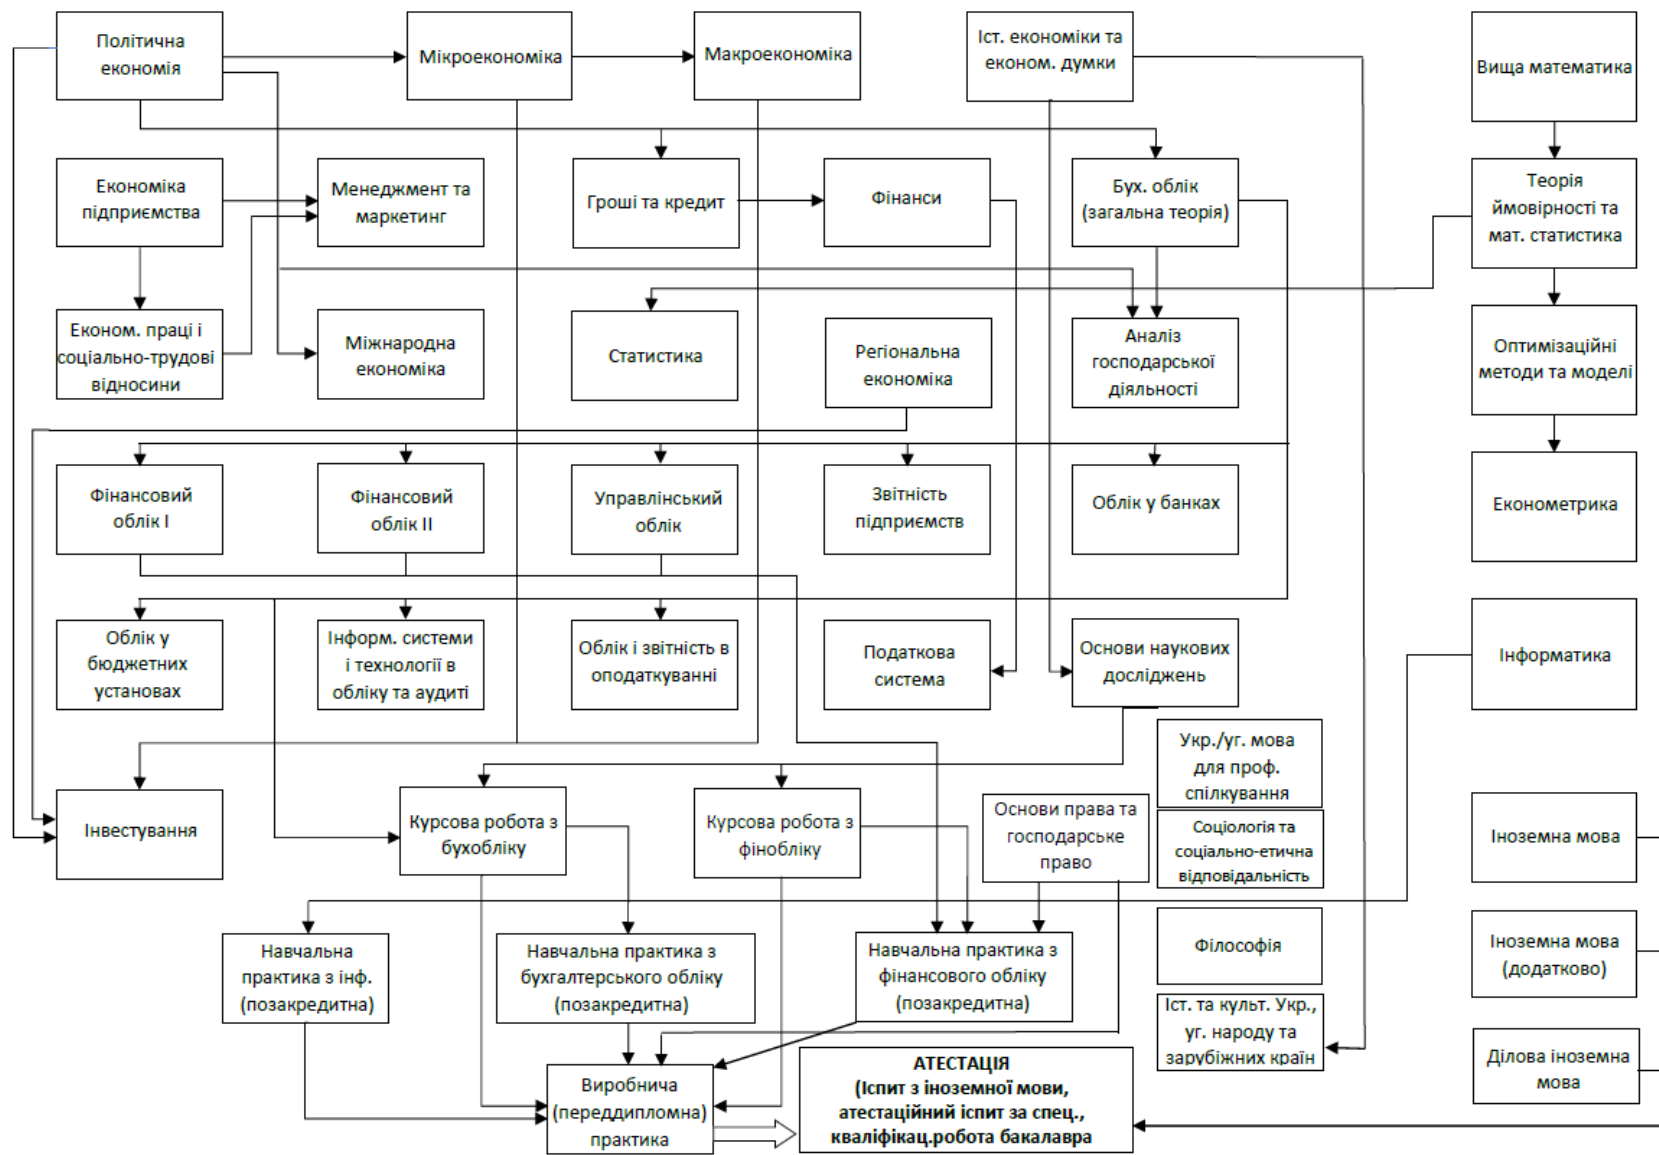 Політична
економія
Мікроекономіка
Макроекономіка
Іст. економіки та
економ. думки
Вища математика
Економіка
підприємства
Менеджмент та
маркетинг
Гроші та кредит
Фінанси
Бух. облік
(загальна теорія)
Теорія
ймовірності та
мат. статистика
Економ. праці і
соціально-трудові
відносини
Міжнародна
економіка
Статистика
Регіональна
економіка
Аналіз
господарської
діяльності
Оптимізаційні
методи та моделі
Фінансовий
облік І
Фінансовий
облік ІІ
Управлінський
облік
Звітність
підприємств
Облік у банках
Економетрика
Облік у
бюджетних
установах
Інформ. системи
і технології в
обліку та аудиті
Облік і звітність в
оподаткуванні
Податкова
система
Основи наукових
досліджень
Інформатика
Укр./уг. мова
для проф.
спілкування
Інвестування
Курсова робота з
бухобліку
Курсова робота з
фінобліку
Основи права та
господарське
право
Соціологія та
соціально-етична
відповідальність
Іноземна мова
Навчальна
практика з інф.
(позакредитна)
Навчальна практика з
бухгалтерського обліку
(позакредитна)
Навчальна практика з
фінансового обліку
(позакредитна)
Філософія
Іноземна мова
(додатково)
Іст. та культ. Укр.,
уг. народу та
зарубіжних країн
Ділова іноземна
мова
Виробнича
(переддипломна)
практика
АТЕСТАЦІЯ
(Іспит з іноземної мови,
атестаційний іспит за спец.,
кваліфікац.робота бакалавра